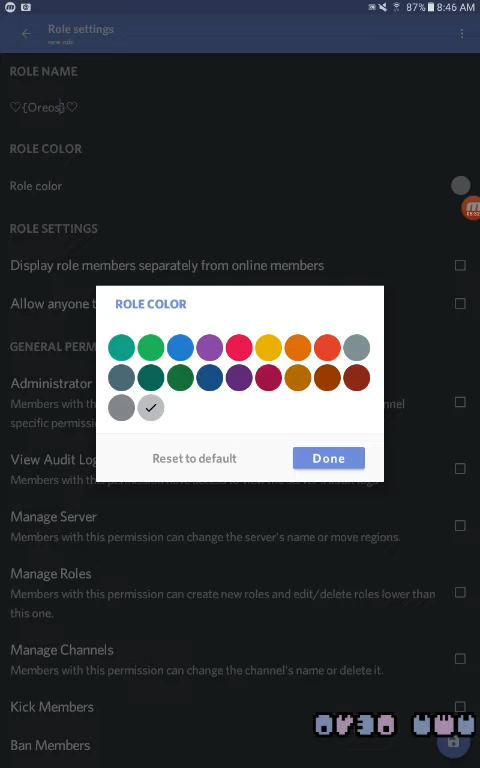 87% 8:46 AM
Role settings
new role
ROLE NAME
♡{Oreos}♡
ROLE COLOR
Role color
ROLE SETTINGS
Display role members separately from online members
Allow anyone t
ROLE COLOR
GENERAL PERM
Administrator
Members with th
nnel
specific permissi
Reset to default
Done
View Audit Log
Manage Server
Members with this permission can change the server's name or move regions.
Manage Roles
Members with this permission can create new roles and edit/delete roles lower than
this one.
Manage Channels
Members with this permission can change the channel's name or delete it.
Kick Members
Ban Members